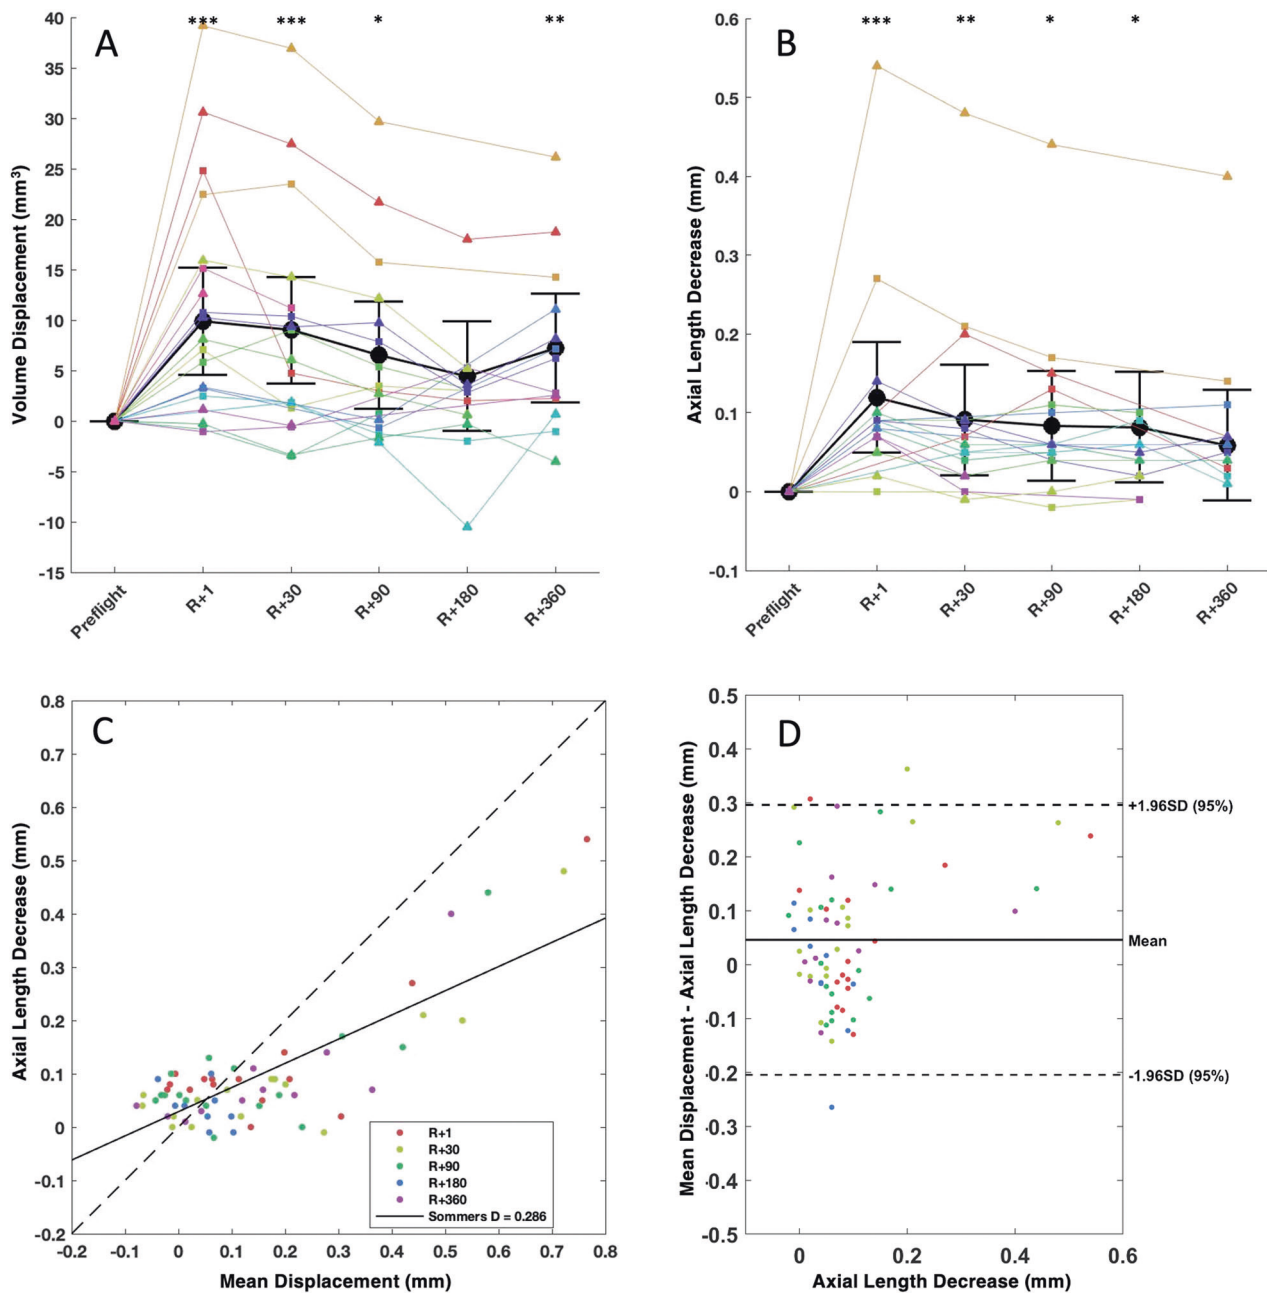 A
*** *** * **
40
35
30
25
20
15
10
5
0
-5
-10
-15
Volume Displacement (mm³)
Preflight
R+1
R+30
R+90
R+180
R+360
B
*** ** * *
0.6
0.5
0.4
0.3
0.2
0.1
0
-0.1
Axial Length Decrease (mm)
Preflight
R+1
R+30
R+90
R+180
R+360
C
0.8
0.7
0.6
0.5
0.4
0.3
0.2
0.1
0
-0.1
-0.2
Axial Length Decrease (mm)
-0.2 -0.1 0 0.1 0.2 0.3 0.4 0.5 0.6 0.7 0.8
Mean Displacement (mm)
R+1
R+30
R+90
R+180
R+360
Sommers D = 0.286
D
0.5
0.4
0.3
0.2
0.1
0
-0.1
-0.2
-0.3
-0.4
-0.5
Mean Displacement - Axial Length Decrease (mm)
+1.96SD (95%)
Mean
-1.96SD (95%)
0 0.2 0.4 0.6
Axial Length Decrease (mm)